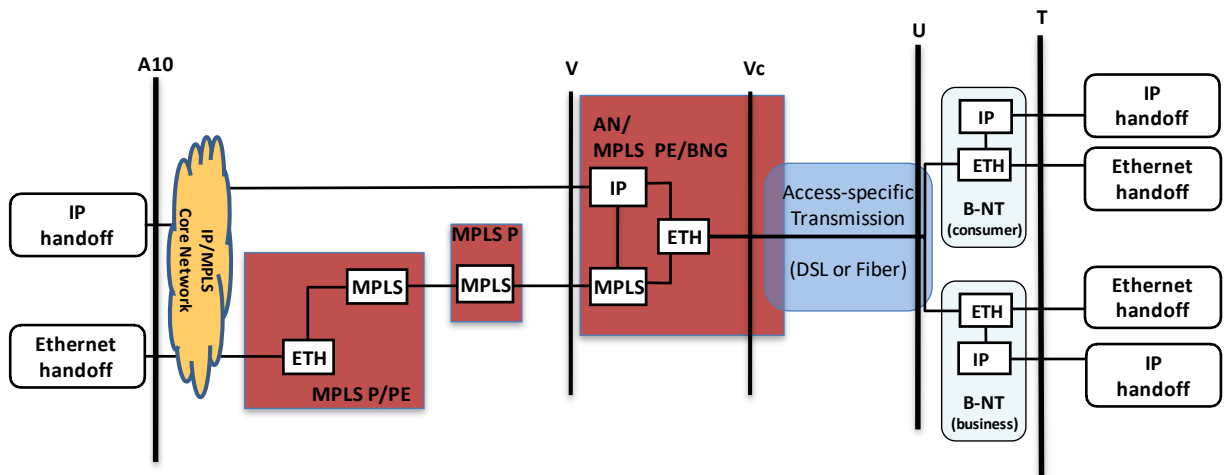 A10
V
Vc
U
T
IP
handoff
Ethernet
handoff
IP/MPLS
Core Network
ETH
MPLS
MPLS P/PE
MPLS P
MPLS
AN/
MPLS PE/BNG
IP
ETH
MPLS
Access-specific
Transmission
(DSL or Fiber)
IP
ETH
B-NT
(consumer)
ETH
IP
B-NT
(business)
IP
handoff
Ethernet
handoff
Ethernet
handoff
IP
handoff